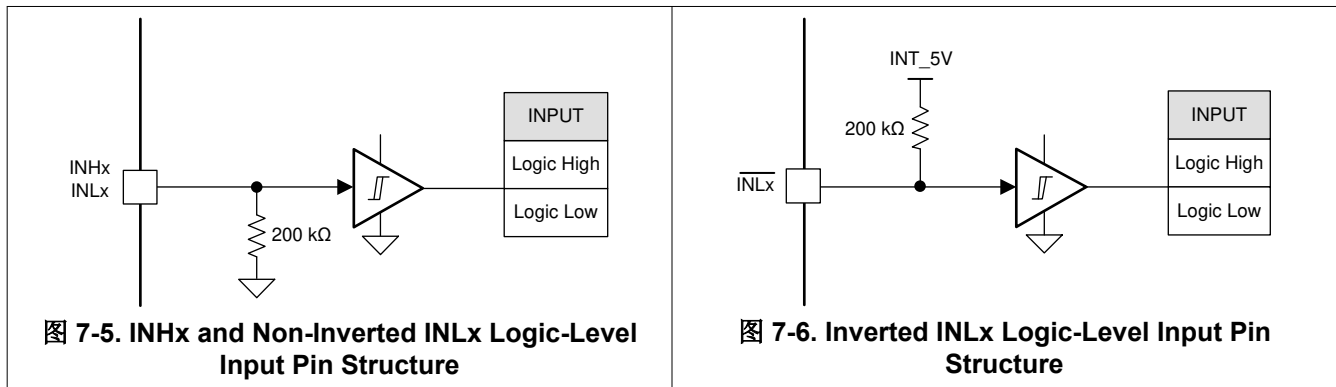 INHx
INLx
200 kΩ
INPUT
Logic High
Logic Low
图 7-5. INHx and Non-Inverted INLx Logic-Level
Input Pin Structure
INT_5V
200 kΩ
INLx
INPUT
Logic High
Logic Low
图 7-6. Inverted INLx Logic-Level Input Pin
Structure